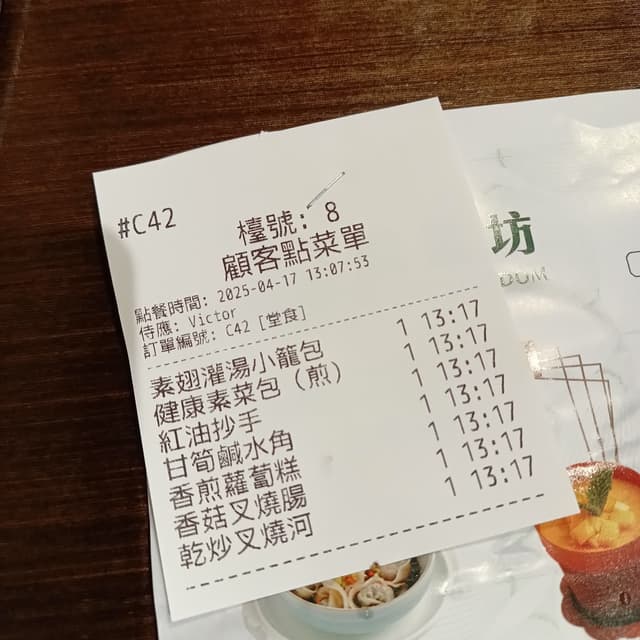 #C42
檯號: 8
顧客點菜單
點餐時間: 2025-04-17 13:07:53
侍應: Victor
訂單編號: C42 [堂食]
素翅灌湯小籠包 1 13:17
健康素菜包 (煎) 1 13:17
紅油抄手 1 13:17
甘筍鹹水角 1 13:17
香煎蘿蔔糕 1 13:17
香菇叉燒腸 1 13:17
乾炒叉燒河 1 13:17
坊
DOM